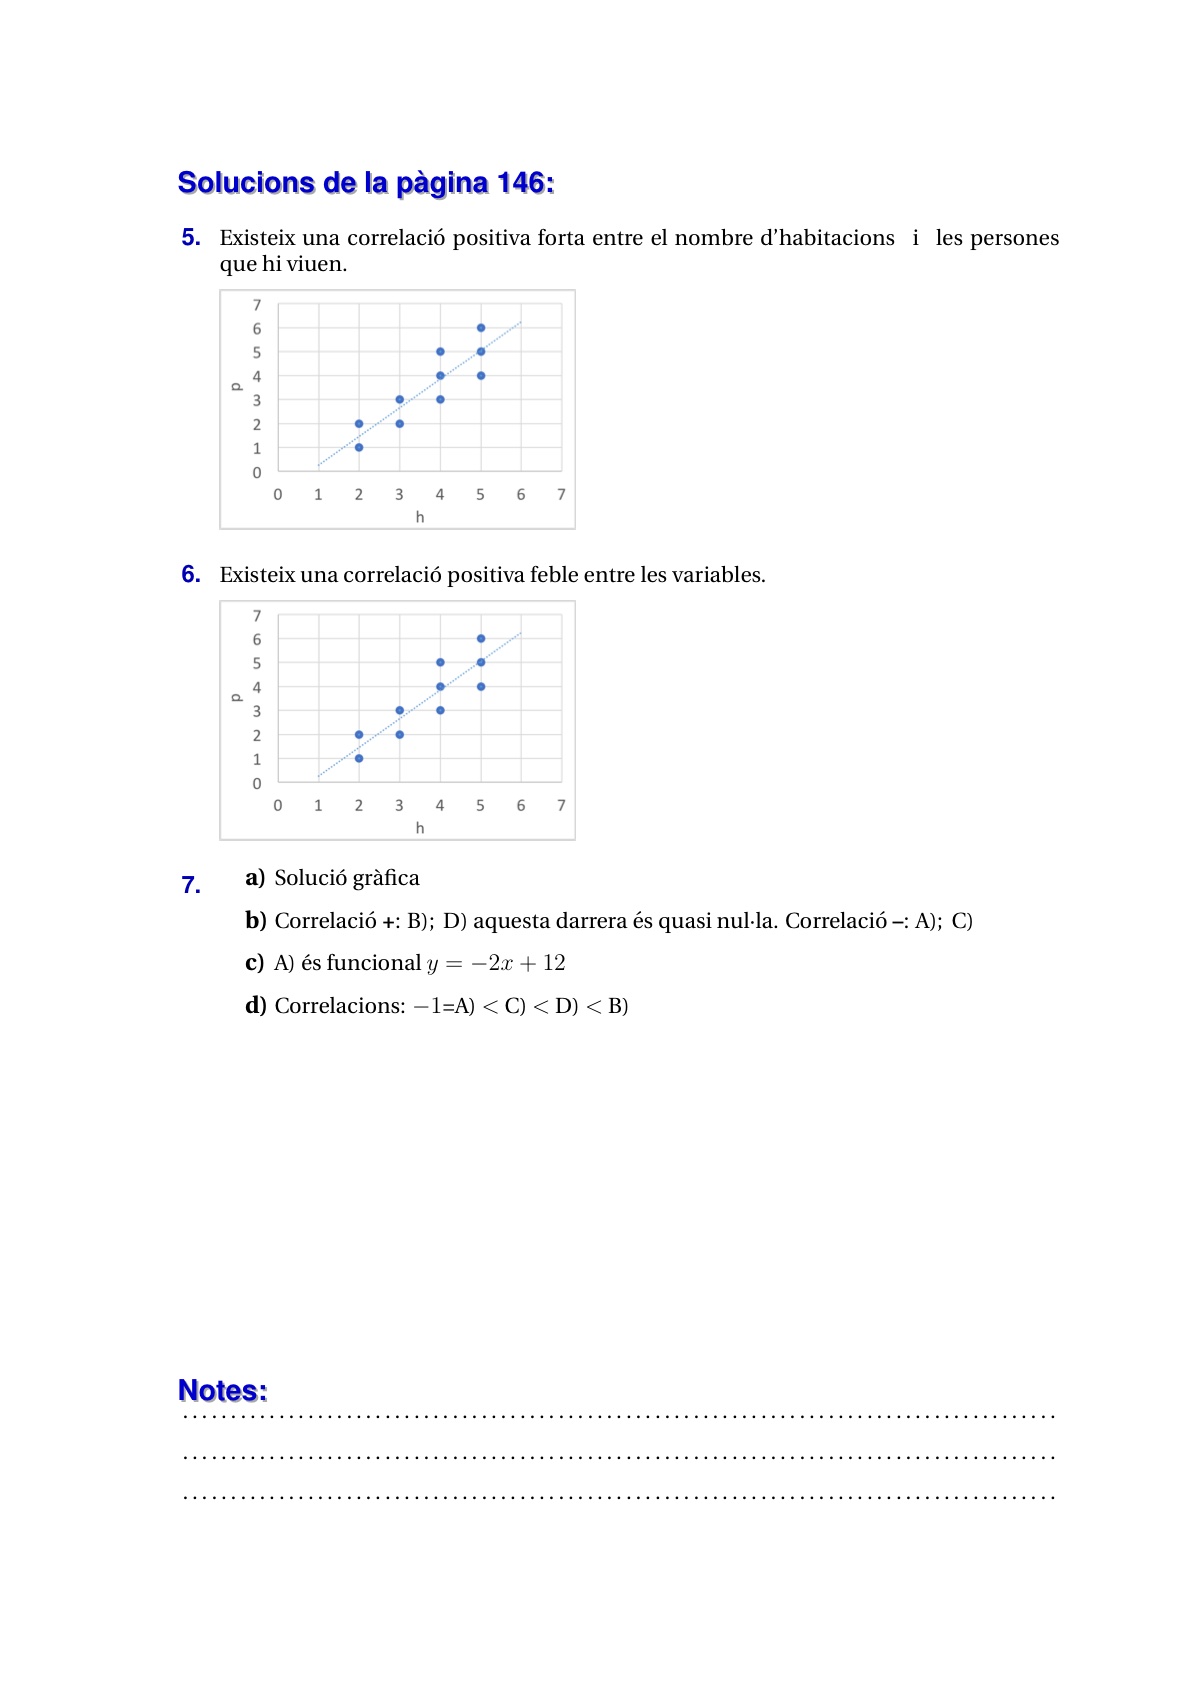 Solucions de la pàgina 146:
5. Existeix una correlació positiva forta entre el nombre d'habitacions i les persones
que hi viuen.
7
6
5
4
3
2
1
0
p
0 1 2 3 4 5 6 7
h
6. Existeix una correlació positiva feble entre les variables.
7
6
5
4
3
2
1
0
p
0 1 2 3 4 5 6 7
h
7. a) Solució gràfica
b) Correlació +: B); D) aquesta darrera és quasi nul·la. Correlació –: A); C)
c) A) és funcional y = −2x + 12
d) Correlacions: −1=A) < C) < D) < B)
Notes: